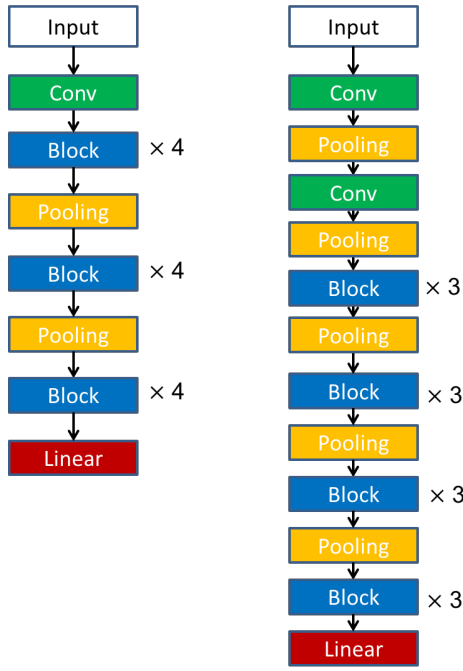 Input
Conv
Block × 4
Pooling
Block × 4
Pooling
Block × 4
Linear
Input
Conv
Pooling
Conv
Pooling
Block × 3
Pooling
Block × 3
Pooling
Block × 3
Pooling
Block × 3
Linear